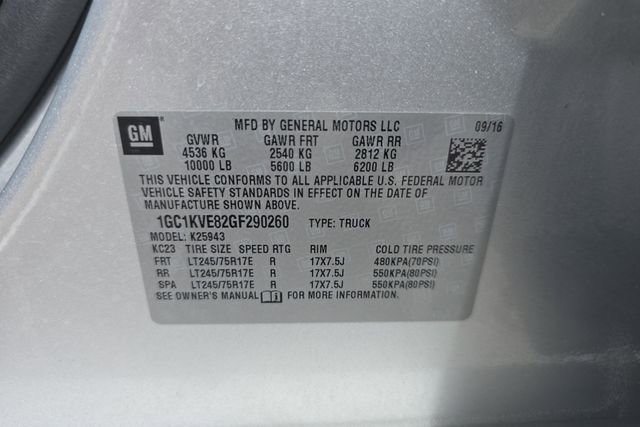 GM
MFD BY GENERAL MOTORS LLC 09/16
GVWR GAWR FRT GAWR RR
4536 KG 2540 KG 2812 KG
10000 LB 5600 LB 6200 LB
THIS VEHICLE CONFORMS TO ALL APPLICABLE U.S. FEDERAL MOTOR
VEHICLE SAFETY STANDARDS IN EFFECT ON THE DATE OF
MANUFACTURE SHOWN ABOVE.
1GC1KVE82GF290260 TYPE: TRUCK
MODEL: K25943
KC23 TIRE SIZE SPEED RTG RIM COLD TIRE PRESSURE
FRT LT245/75R17E R 17X7.5J 480KPA(70PSI)
RR LT245/75R17E R 17X7.5J 550KPA(80PSI)
SPA LT245/75R17E R 17X7.5J 550KPA(80PSI)
SEE OWNER'S MANUAL FOR MORE INFORMATION.